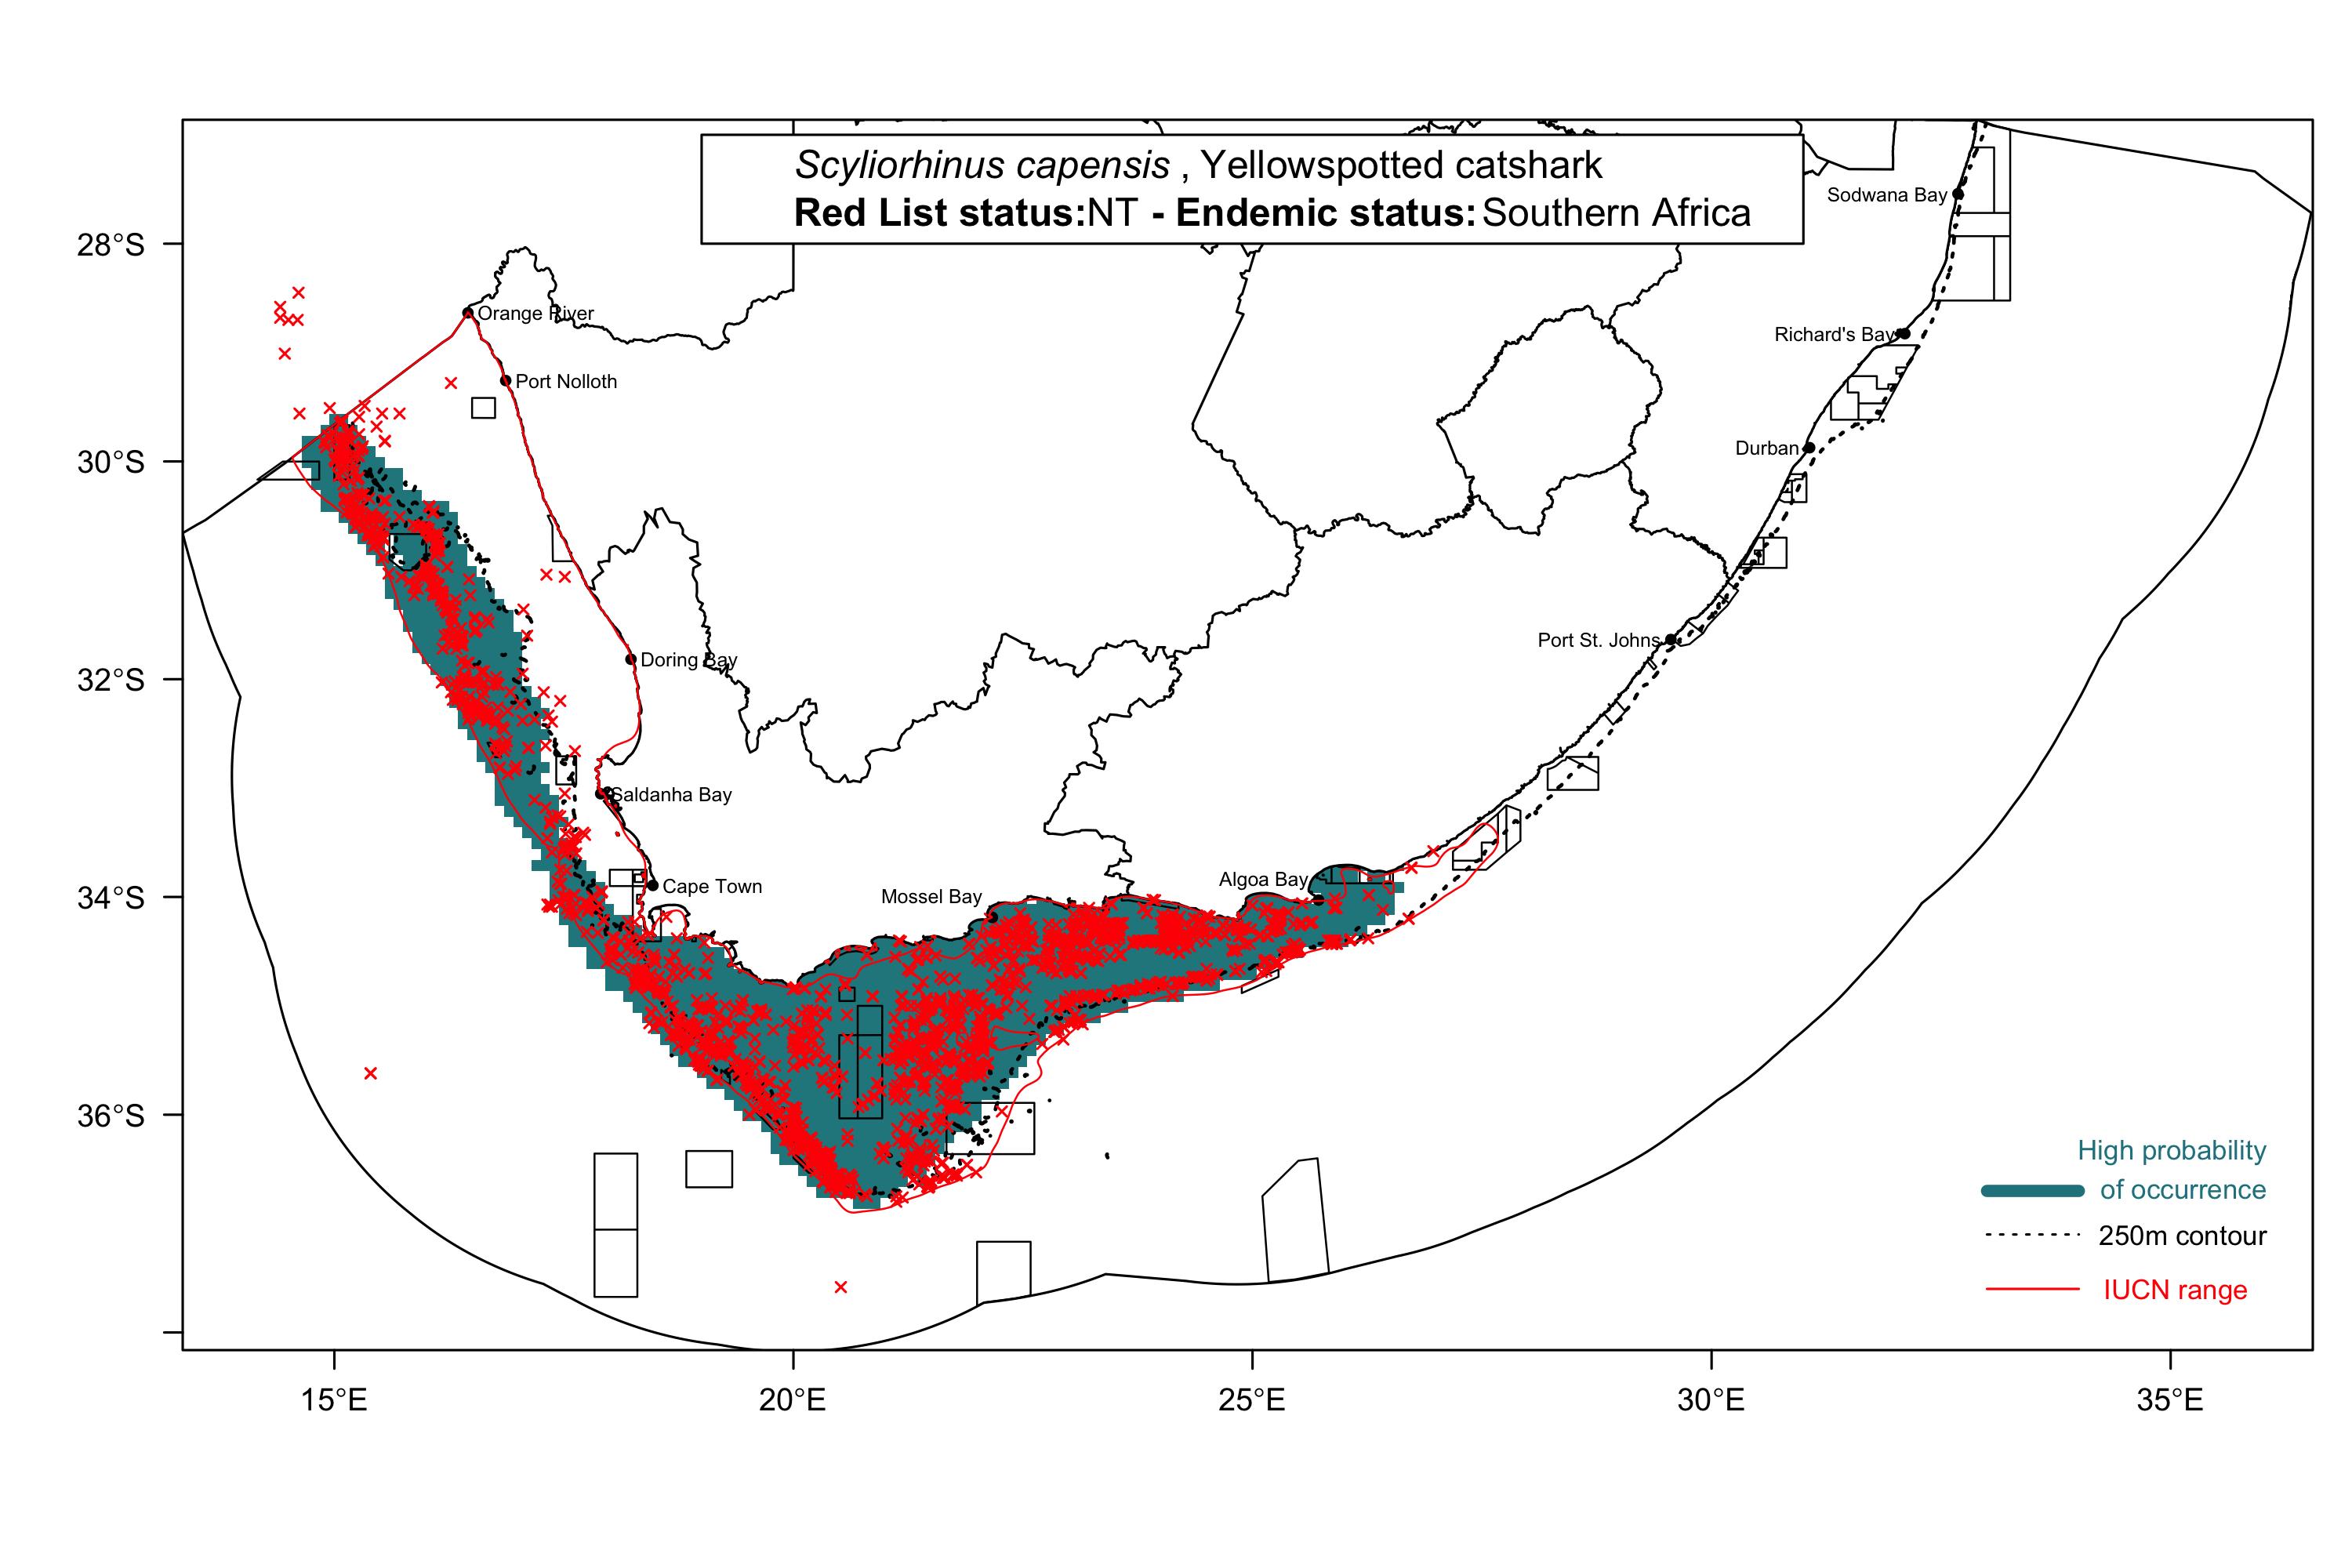 Scyliorhinus capensis , Yellowspotted catshark
Red List status:NT - Endemic status: Southern Africa
Sodwana Bay
28°S
Orange River
Richard's Bay
Port Nolloth
Durban
30°S
Port St. Johns
Doring Bay
32°S
Saldanha Bay
Algoa Bay
Cape Town
Mossel Bay
34°S
36°S
High probability
of occurrence
250m contour
IUCN range
15°E
20°E
25°E
30°E
35°E